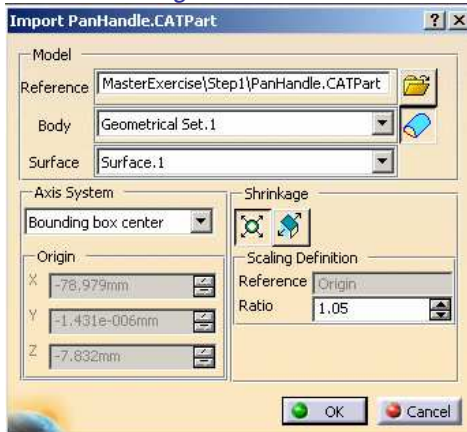 Import PanHandle.CATPart
Model
Reference MasterExercise\Step1\PanHandle.CATPart
Body Geometrical Set.1
Surface Surface.1
Axis System
Bounding box center
Origin
X -78.979mm
Y -1.431e-006mm
Z -7.832mm
Shrinkage
Scaling Definition
Reference Origin
Ratio 1.05
OK Cancel